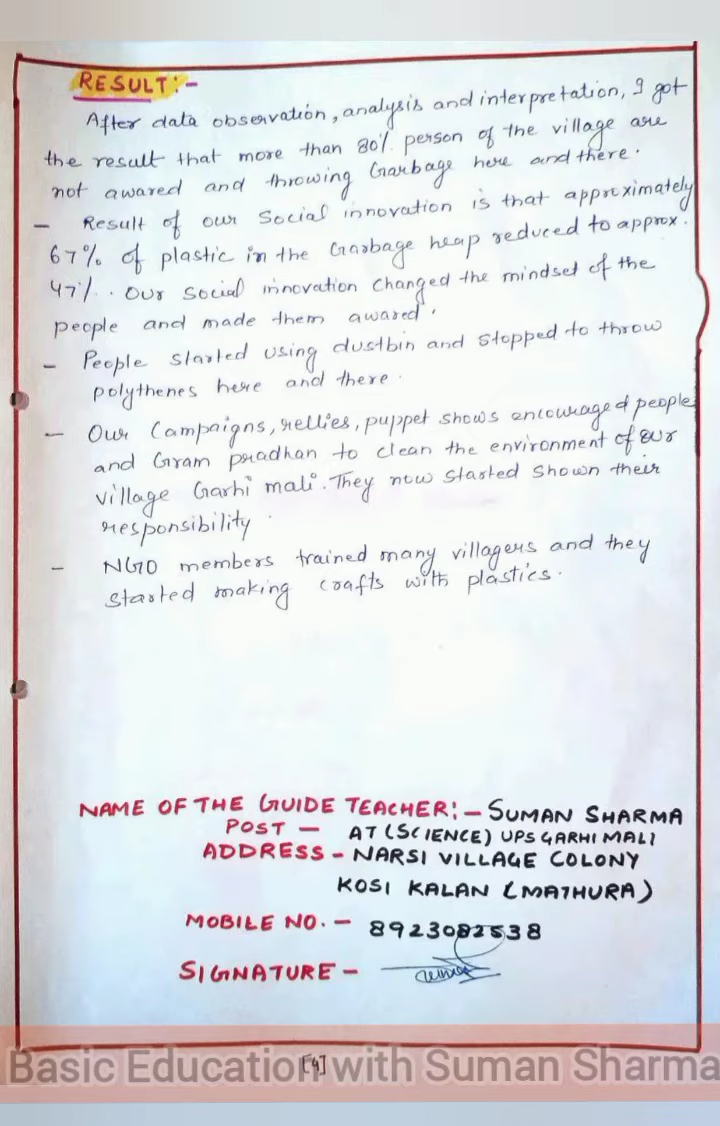 RESULT:-
After data observation, analysis and interpretation, I got
the result that more than 80% person of the village are
not awared and throwing Garbage here and there.
- Result of our Social innovation is that approximately
67% of plastic in the Garbage heap reduced to approx.
47%. Our social innovation changed the mindset of the
people and made them awared.
- People started using dustbin and stopped to throw
polythenes here and there.
- Our Campaigns, rellies, puppet shows encouraged people
and Gram pradhan to clean the environment of our
village Garhi mali. They now started shown their
responsibility.
- NGO members trained many villagers and they
started making crafts with plastics.
NAME OF THE GUIDE TEACHER:- SUMAN SHARMA
POST - AT (SCIENCE) UPS GARHI MALI
ADDRESS - NARSI VILLAGE COLONY
KOSI KALAN (MATHURA)
MOBILE NO. - 8923082538
SIGNATURE -
[4]
Basic Education with Suman Sharma